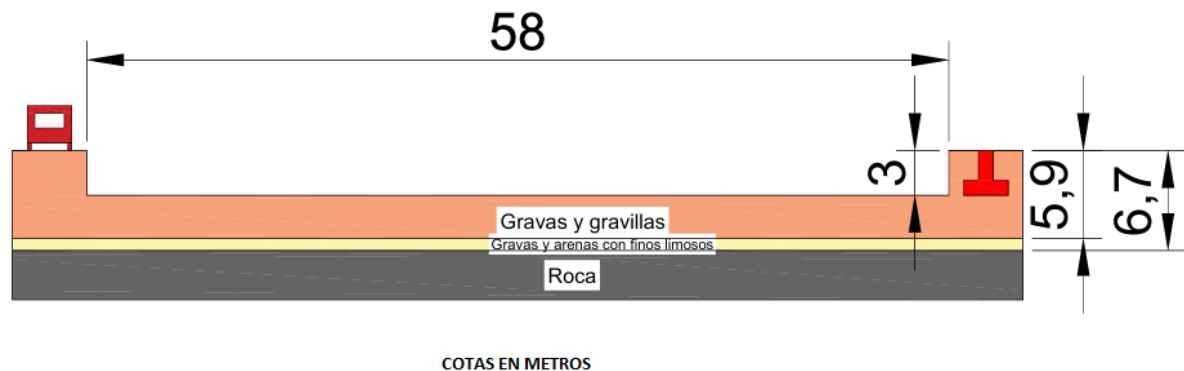 58
3
5,9
6,7
Gravas y gravillas
Gravas y arenas con finos limosos
Roca
COTAS EN METROS